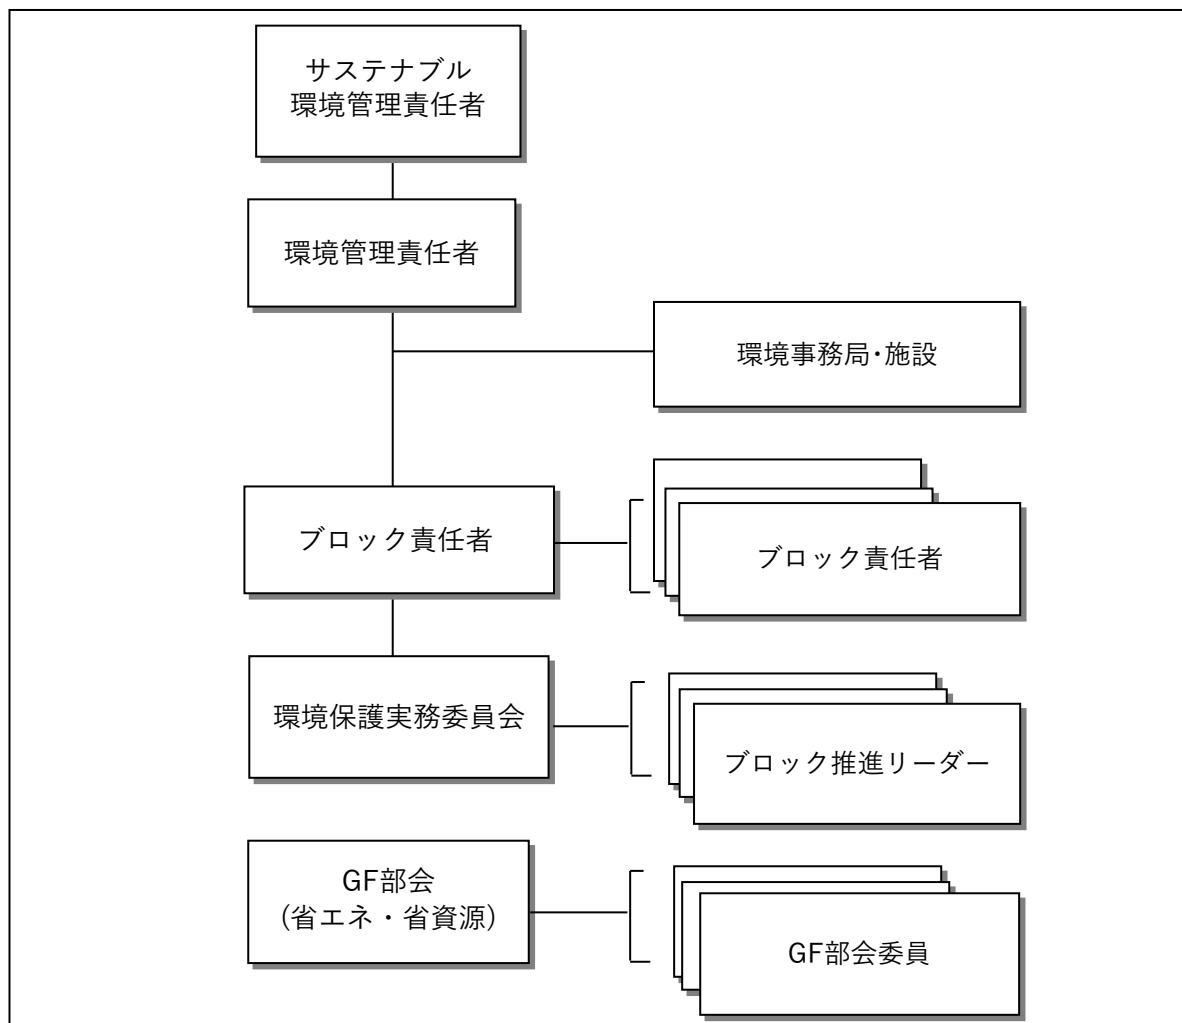 サステナブル
環境管理責任者
環境管理責任者
環境事務局･施設
ブロック責任者
ブロック責任者
環境保護実務委員会
ブロック推進リーダー
GF部会
(省エネ・省資源)
GF部会委員